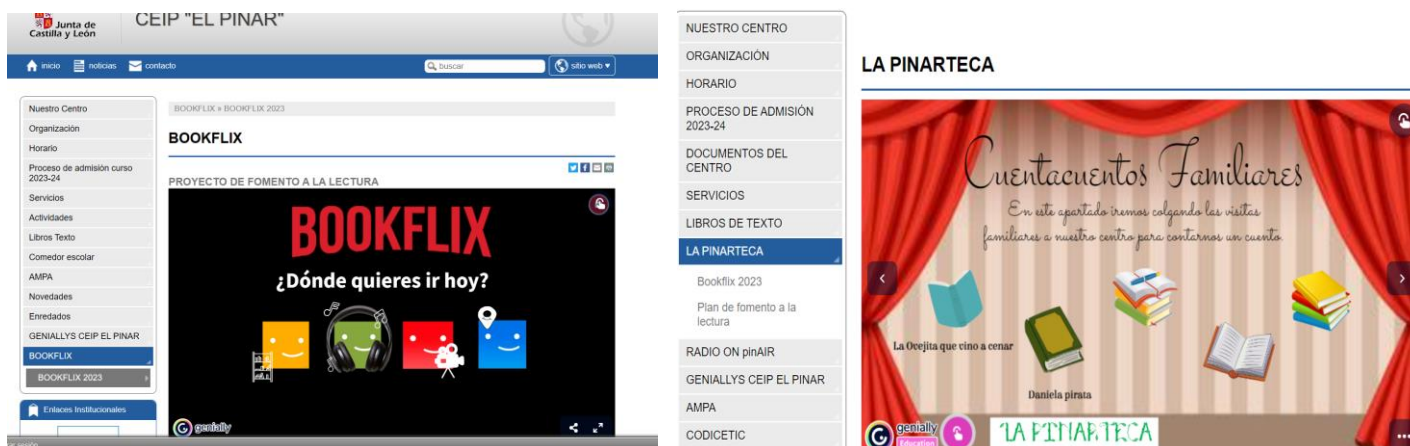 Junta de
Castilla y León
CEIP "EL PINAR"
inicio
noticias
contacto
buscar
sitio web
Nuestro Centro
Organización
Horario
Proceso de admisión curso
2023-24
Servicios
Actividades
Libros Texto
Comedor escolar
AMPA
Novedades
Enredados
GENIALLYS CEIP EL PINAR
BOOKFLIX
BOOKFLIX 2023
Enlaces Institucionales
BOOKFLIX » BOOKFLIX 2023
BOOKFLIX
PROYECTO DE FOMENTO A LA LECTURA
BOOKFLIX
¿Dónde quieres ir hoy?
genially
NUESTRO CENTRO
ORGANIZACIÓN
HORARIO
PROCESO DE ADMISIÓN
2023-24
DOCUMENTOS DEL
CENTRO
SERVICIOS
LIBROS DE TEXTO
LA PINARTECA
Bookflix 2023
Plan de fomento a la
lectura
RADIO ON pinAIR
GENIALLYS CEIP EL PINAR
AMPA
CODICETIC
LA PINARTECA
Cuentacuentos Familiares
En este apartado iremos colgando las visitas
familiares a nuestro centro para contarnos un cuento.
La Ocejita que vino a cenar
Daniela pirata
genially
Education
LA PINARTECA